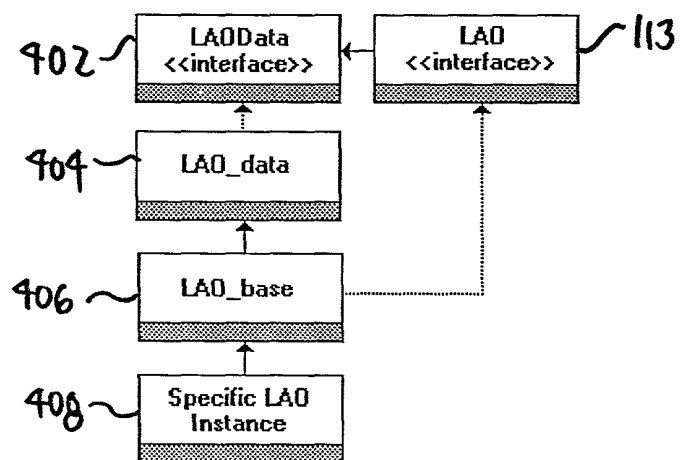 402
LAOData
<<interface>>
LAO
<<interface>>
113
404
LAO_data
406
LAO_base
408
Specific LAO
Instance